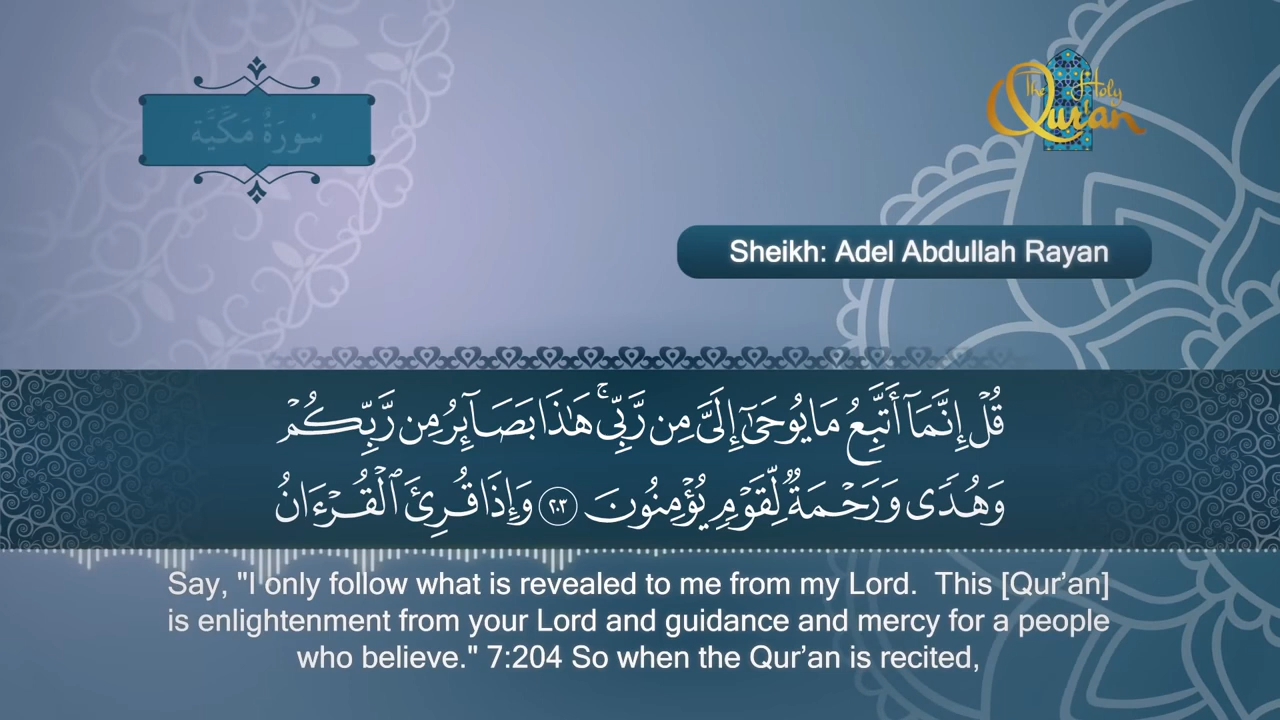 سُورَةٌ مَكِّيَّة
The Holy
Qur'an
Sheikh: Adel Abdullah Rayan
قُلْ إِنَّمَآ أَتَّبِعُ مَا يُوحَىٰٓ إِلَىَّ مِن رَّبِّى ۚ هَٰذَا بَصَآئِرُ مِن رَّبِّكُمْ
وَهُدًى وَرَحْمَةٌ لِّقَوْمٍ يُؤْمِنُونَ ٢٠٣ وَإِذَا قُرِئَ ٱلْقُرْءَانُ
Say, "I only follow what is revealed to me from my Lord.  This [Qur’an]
is enlightenment from your Lord and guidance and mercy for a people
who believe." 7:204 So when the Qur’an is recited,